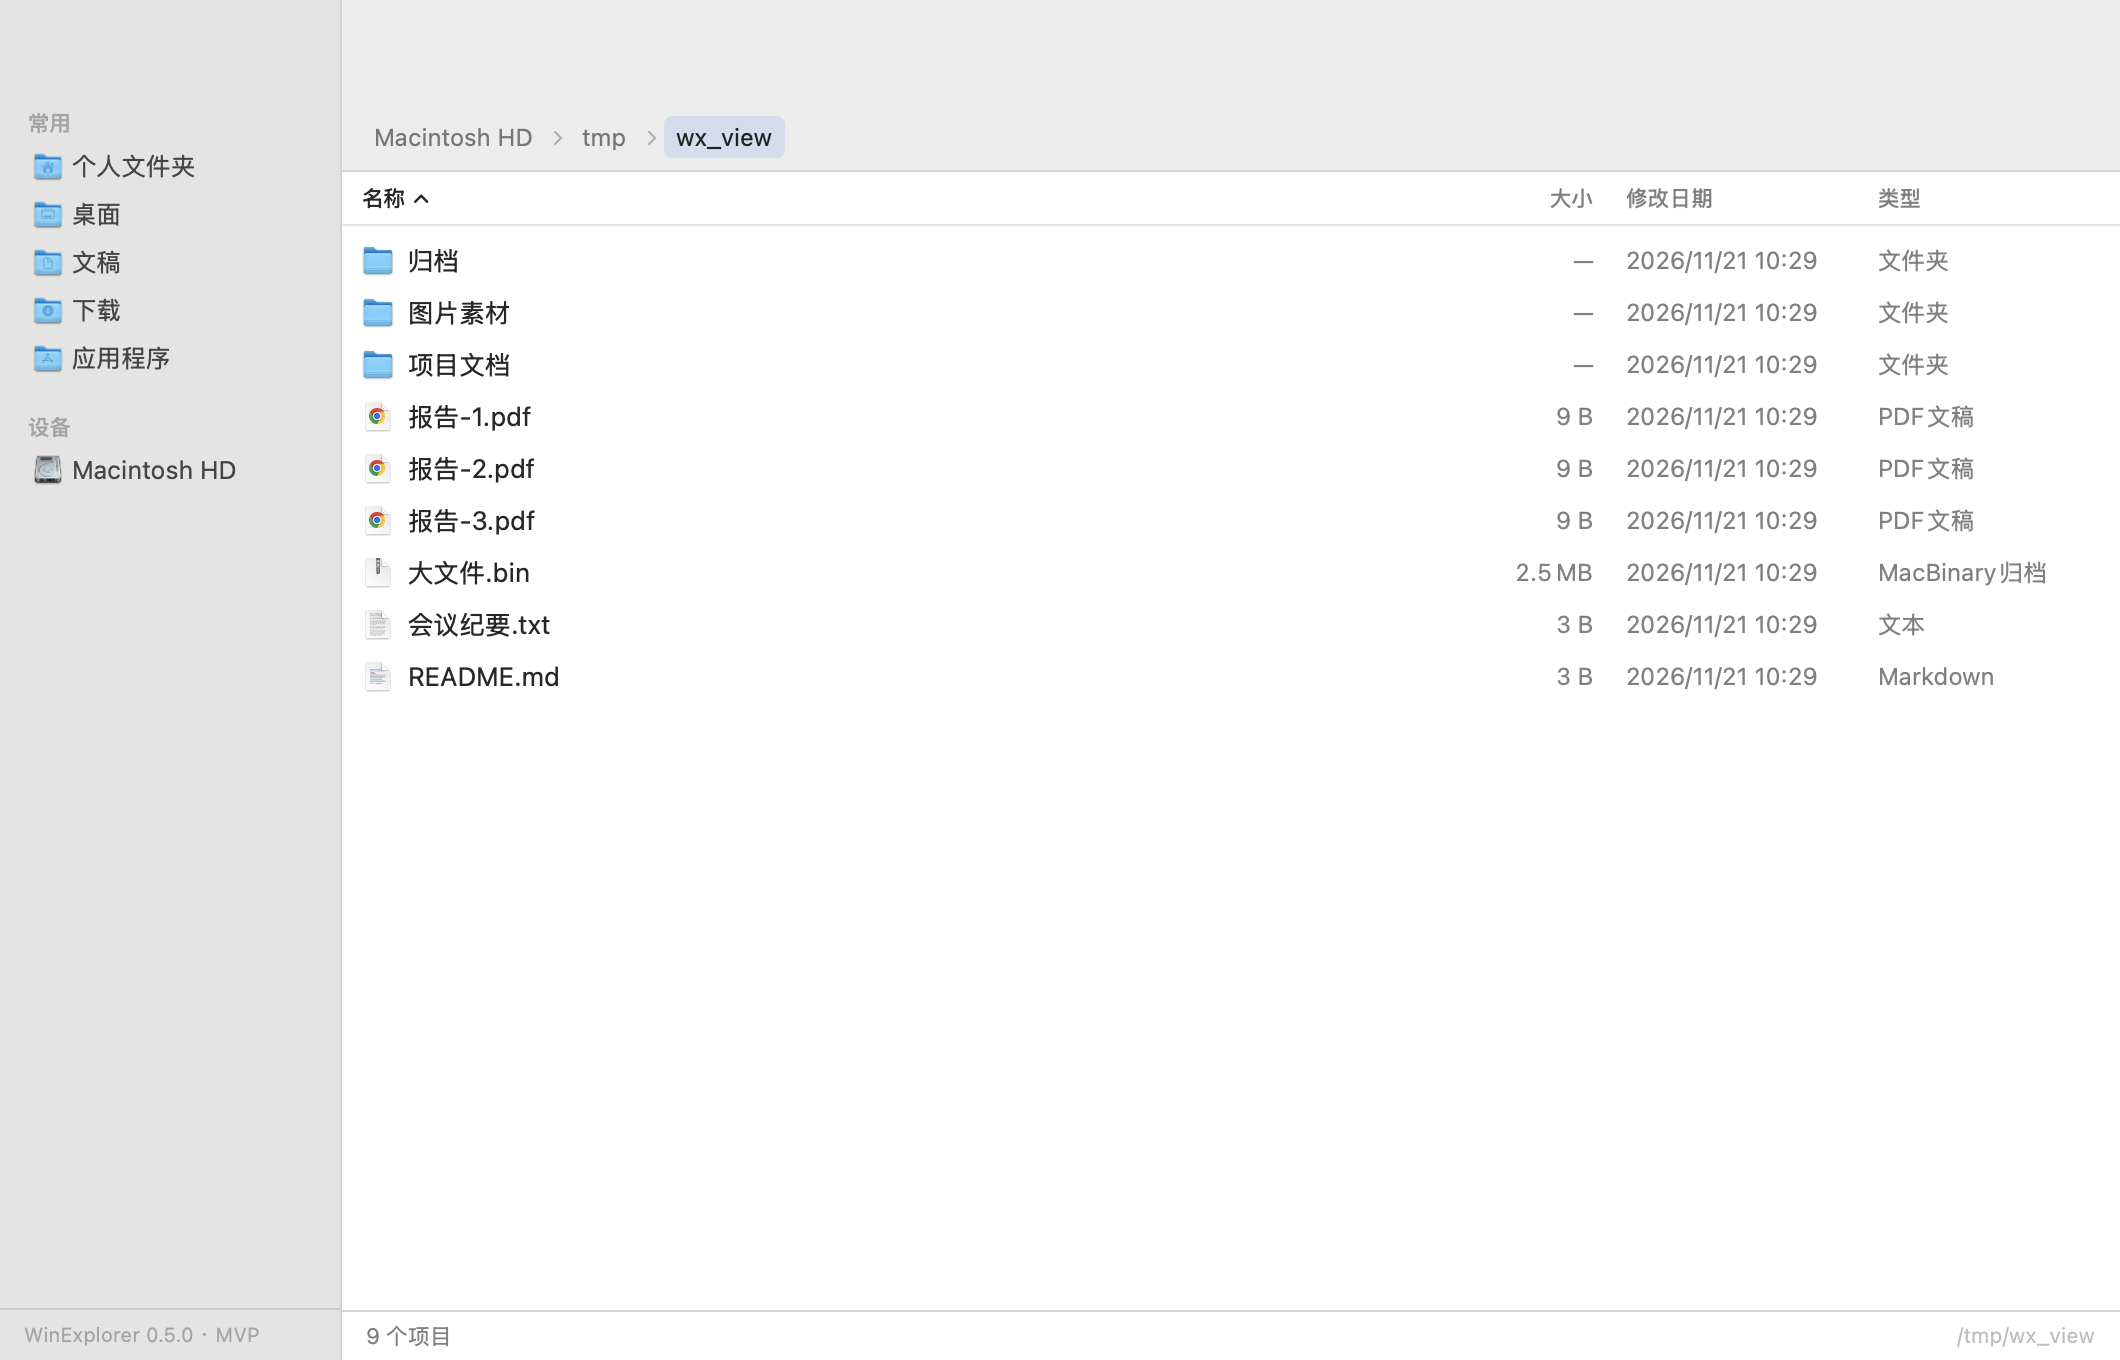 常用
个人文件夹
桌面
文稿
下载
应用程序
设备
Macintosh HD
WinExplorer 0.5.0 · MVP
Macintosh HD > tmp > wx_view
名称 大小 修改日期 类型
归档 — 2026/11/21 10:29 文件夹
图片素材 — 2026/11/21 10:29 文件夹
项目文档 — 2026/11/21 10:29 文件夹
报告-1.pdf 9 B 2026/11/21 10:29 PDF文稿
报告-2.pdf 9 B 2026/11/21 10:29 PDF文稿
报告-3.pdf 9 B 2026/11/21 10:29 PDF文稿
大文件.bin 2.5 MB 2026/11/21 10:29 MacBinary归档
会议纪要.txt 3 B 2026/11/21 10:29 文本
README.md 3 B 2026/11/21 10:29 Markdown
9 个项目 /tmp/wx_view